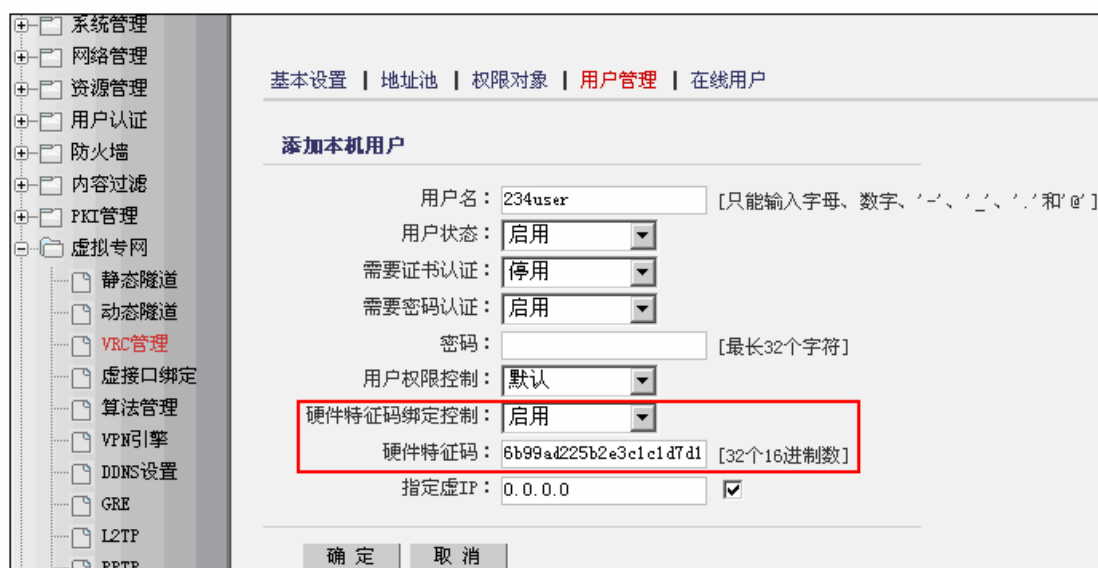 系统管理
网络管理
资源管理
用户认证
防火墙
内容过滤
PKI管理
虚拟专网
静态隧道
动态隧道
VRC管理
虚接口绑定
算法管理
VPN引擎
DDNS设置
GRE
L2TP
PPTP
基本设置 | 地址池 | 权限对象 | 用户管理 | 在线用户
添加本机用户
用户名： 234user [只能输入字母、数字、'-'、'_'、'.'和'@']
用户状态： 启用
需要证书认证： 停用
需要密码认证： 启用
密码： [最长32个字符]
用户权限控制： 默认
硬件特征码绑定控制： 启用
硬件特征码： 6b99ad225b2e3c1c1d7d1 [32个16进制数]
指定虚IP： 0.0.0.0
确 定 取 消